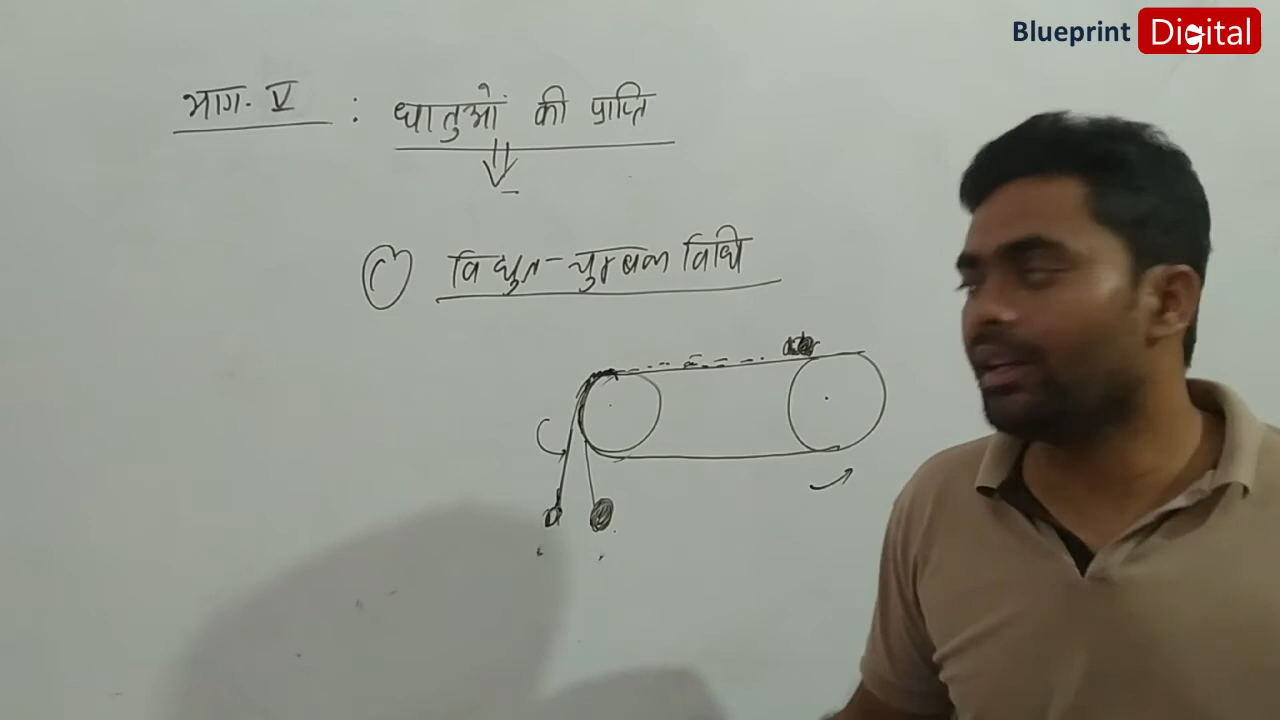 Blueprint Digital
भाग- V : धातुओं की प्राप्ति
(C) विद्युत-चुम्बक विधि